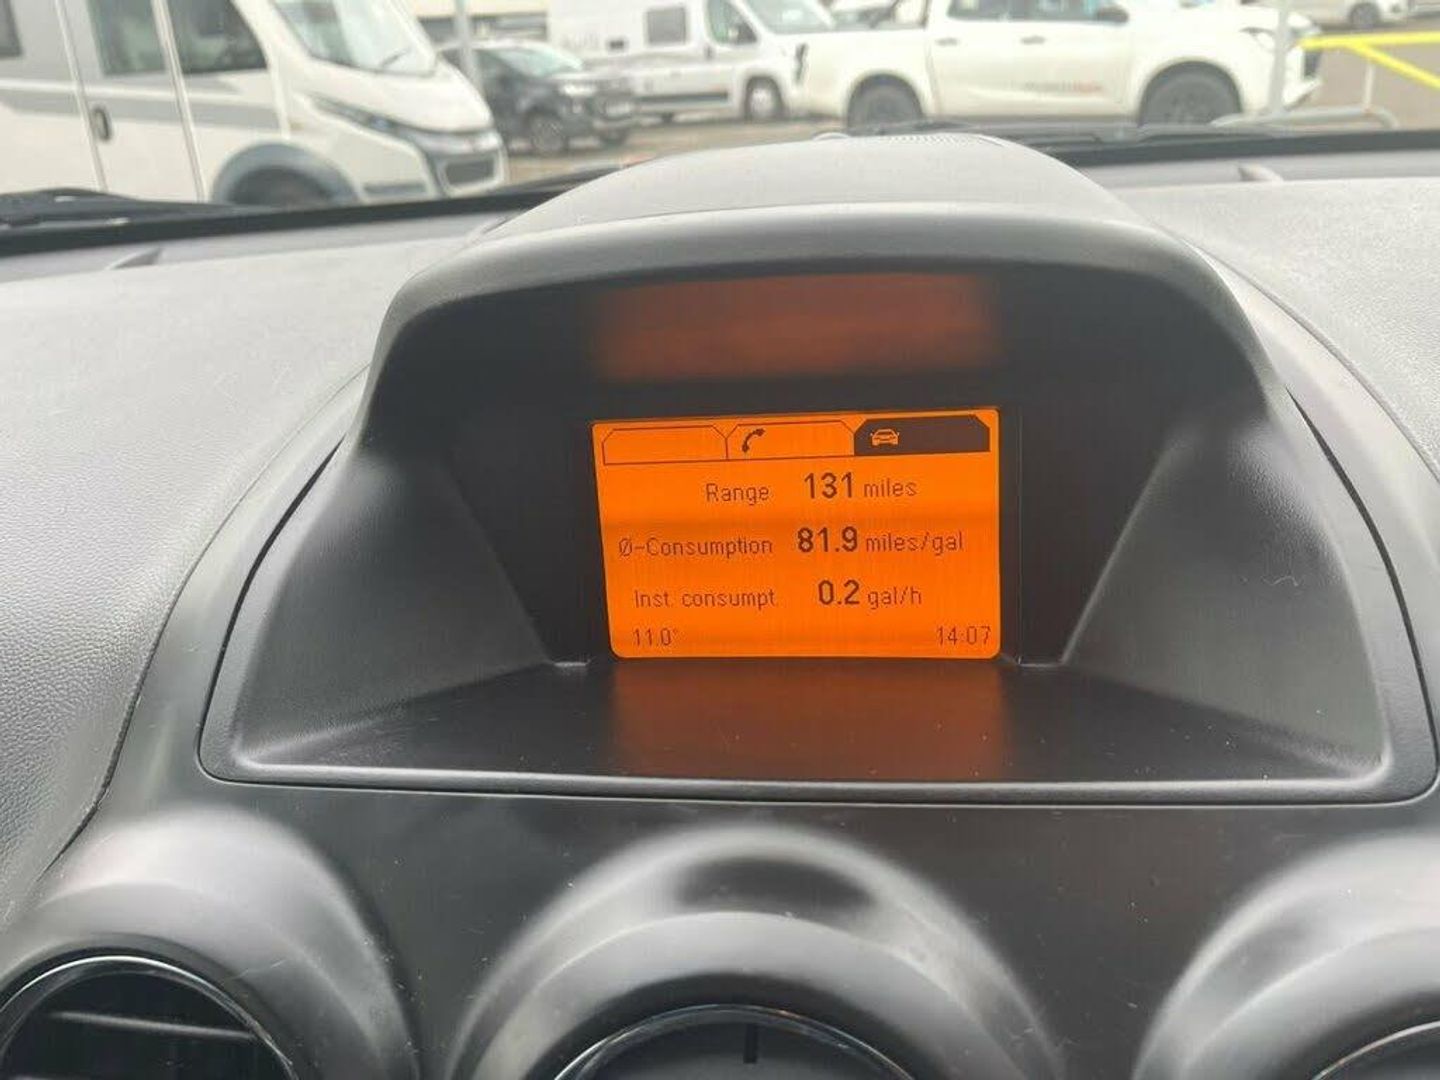 Range 131 miles
Ø-Consumption 81.9 miles/gal
Inst. consumpt. 0.2 gal/h
11.0° 14:07